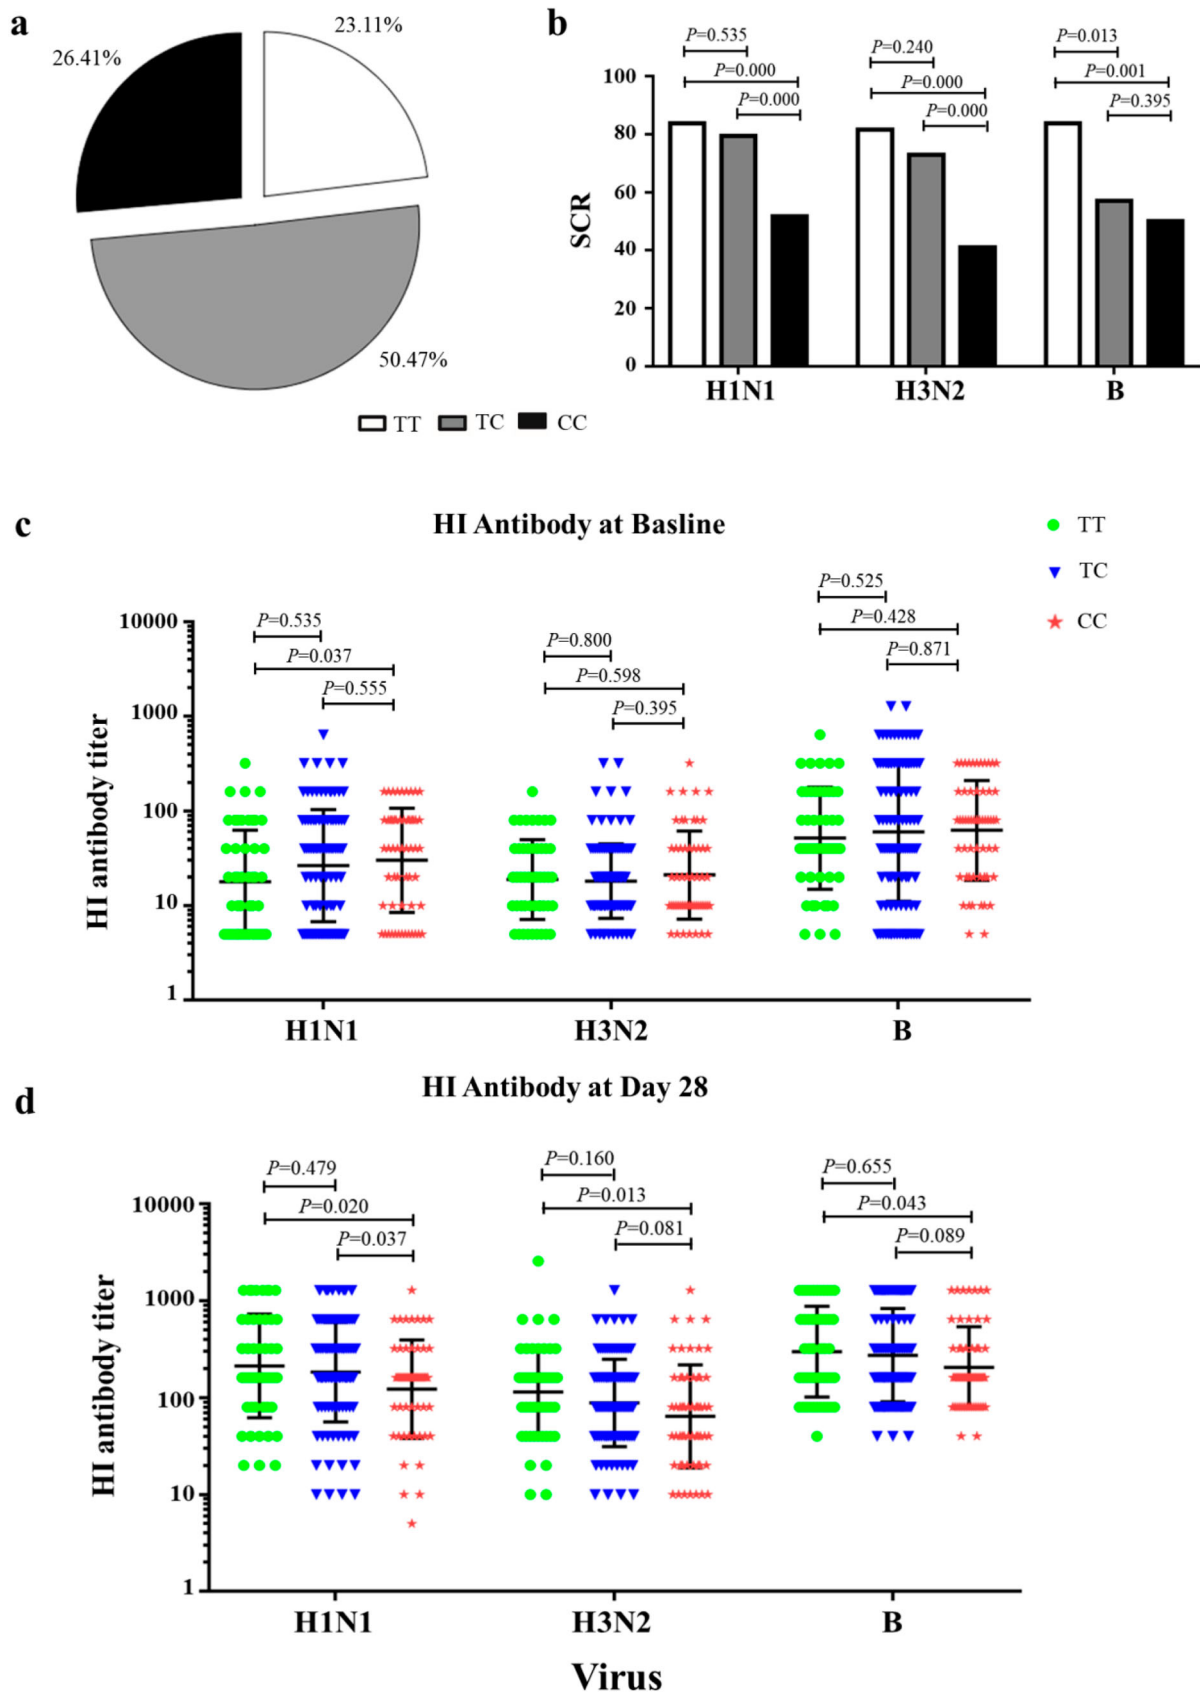 a
23.11%
26.41%
50.47%
TT TC CC
b
P=0.535
P=0.000
P=0.000
P=0.240
P=0.000
P=0.000
P=0.013
P=0.001
P=0.395
SCR
100
80
60
40
20
0
H1N1 H3N2 B
c
HI Antibody at Basline
TT
TC
CC
P=0.535
P=0.037
P=0.555
P=0.800
P=0.598
P=0.395
P=0.525
P=0.428
P=0.871
HI antibody titer
10000
1000
100
10
1
H1N1 H3N2 B
d
HI Antibody at Day 28
P=0.479
P=0.020
P=0.037
P=0.160
P=0.013
P=0.081
P=0.655
P=0.043
P=0.089
HI antibody titer
10000
1000
100
10
1
H1N1 H3N2 B
Virus